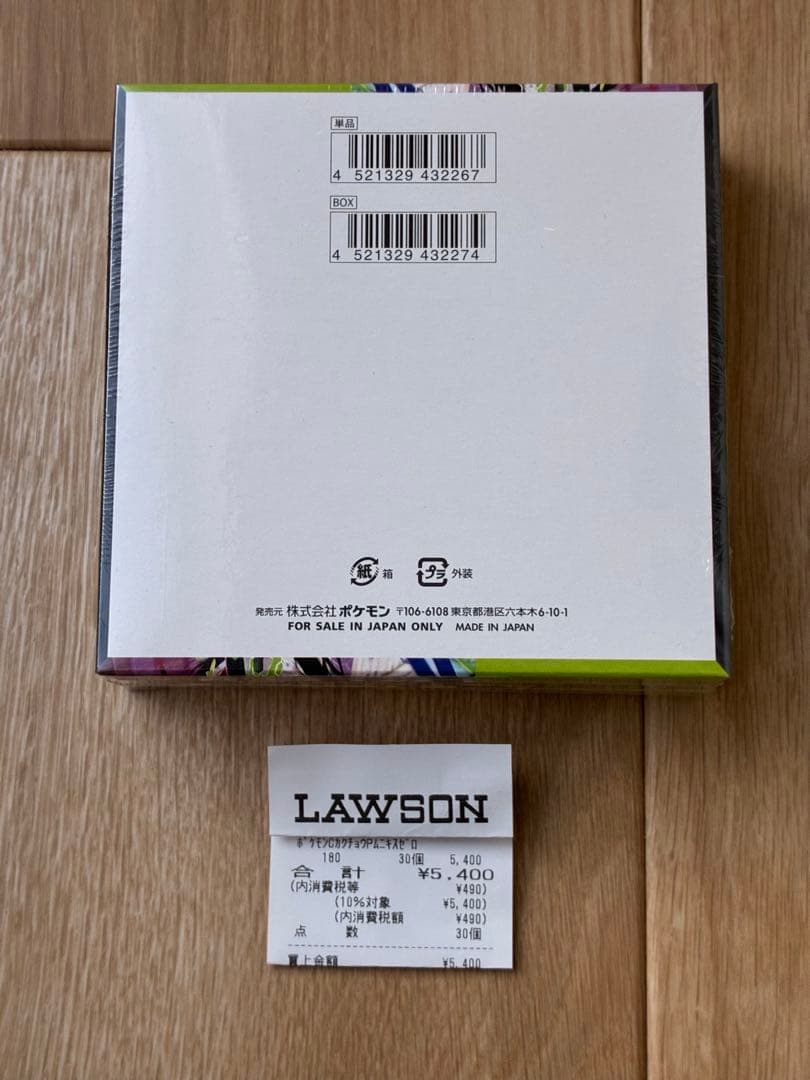 単品
4 521329 432267
BOX
4 521329 432274
紙 箱 プラ 外装
発売元 株式会社ポケモン 〒106-6108 東京都港区六本木6-10-1
FOR SALE IN JAPAN ONLY MADE IN JAPAN
LAWSON
ポケモンCカクチョウPムニキスゼロ
180 30個 5,400
合 計 ¥5,400
(内消費税等 ¥490)
(10%対象 ¥5,400)
(内消費税額 ¥490)
点 数 30個
買上金額 ¥5,400